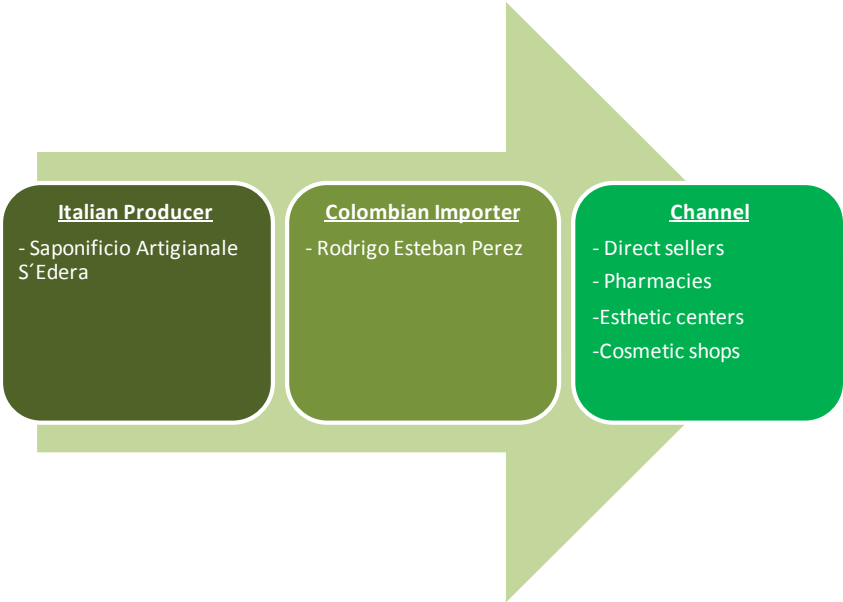 Italian Producer
- Saponificio Artigianale
S´Edera
Colombian Importer
- Rodrigo Esteban Perez
Channel
- Direct sellers
- Pharmacies
-Esthetic centers
-Cosmetic shops